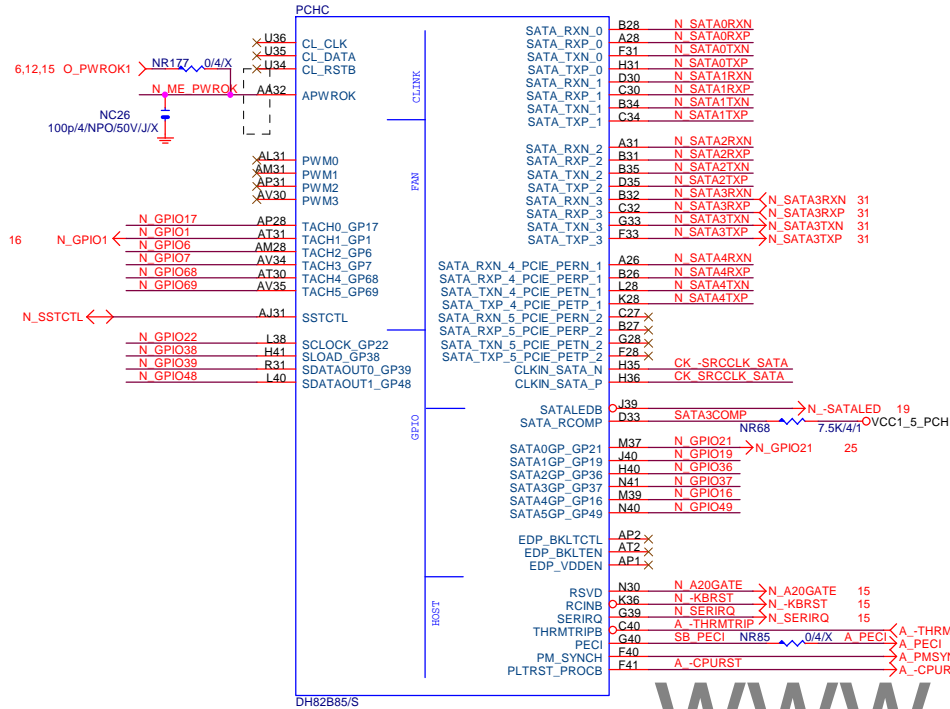 PCHC
U36 CL_CLK
U35 CL_DATA
U34 CL_RSTB
6,12,15 O_PWROK1 NR177 0/4/X
N_ME_PWROK AA32 APWROK
NC26
100p/4/NPO/50V/J/X
CLINK
AL31 PWM0
AM31 PWM1
AP31 PWM2
AV30 PWM3
FAN
N_GPIO17 AP28 TACH0_GP17
16 N_GPIO1 N_GPIO1 AT31 TACH1_GP1
N_GPIO6 AM28 TACH2_GP6
N_GPIO7 AV34 TACH3_GP7
N_GPIO68 AT30 TACH4_GP68
N_GPIO69 AV35 TACH5_GP69
N_SSTCTL AJ31 SSTCTL
N_GPIO22 L38 SCLOCK_GP22
N_GPIO38 H41 SLOAD_GP38
N_GPIO39 R31 SDATAOUT0_GP39
N_GPIO48 L40 SDATAOUT1_GP48
GPIO
HOST
SATA_RXN_0 B28 N_SATA0RXN
SATA_RXP_0 A28 N_SATA0RXP
SATA_TXN_0 F31 N_SATA0TXN
SATA_TXP_0 H31 N_SATA0TXP
SATA_RXN_1 D30 N_SATA1RXN
SATA_RXP_1 C30 N_SATA1RXP
SATA_TXN_1 B34 N_SATA1TXN
SATA_TXP_1 C34 N_SATA1TXP
SATA_RXN_2 A31 N_SATA2RXN
SATA_RXP_2 B31 N_SATA2RXP
SATA_TXN_2 B35 N_SATA2TXN
SATA_TXP_2 D35 N_SATA2TXP
SATA_RXN_3 B32 N_SATA3RXN N_SATA3RXN 31
SATA_RXP_3 C32 N_SATA3RXP N_SATA3RXP 31
SATA_TXN_3 G33 N_SATA3TXN N_SATA3TXN 31
SATA_TXP_3 F33 N_SATA3TXP N_SATA3TXP 31
SATA_RXN_4_PCIE_PERN_1 A26 N_SATA4RXN
SATA_RXP_4_PCIE_PERP_1 B26 N_SATA4RXP
SATA_TXN_4_PCIE_PETN_1 L28 N_SATA4TXN
SATA_TXP_4_PCIE_PETP_1 K28 N_SATA4TXP
SATA_RXN_5_PCIE_PERN_2 C27
SATA_RXP_5_PCIE_PERP_2 B27
SATA_TXN_5_PCIE_PETN_2 G28
SATA_TXP_5_PCIE_PETP_2 F28
CLKIN_SATA_N H35 CK_-SRCCLK_SATA
CLKIN_SATA_P H36 CK_SRCCLK_SATA
SATALEDB J39 N_-SATALED 19
SATA_RCOMP D33 SATA3COMP NR68 7.5K/4/1 VCC1_5_PCH
SATA0GP_GP21 M37 N_GPIO21 N_GPIO21 25
SATA1GP_GP19 J40 N_GPIO19
SATA2GP_GP36 H40 N_GPIO36
SATA3GP_GP37 N41 N_GPIO37
SATA4GP_GP16 M39 N_GPIO16
SATA5GP_GP49 N40 N_GPIO49
EDP_BKLTCTL AP2
EDP_BKLTEN AT2
EDP_VDDEN AP1
RSVD N30 N_A20GATE N_A20GATE 15
RCINB K36 N_-KBRST N_-KBRST 15
SERIRQ G39 N_SERIRQ N_SERIRQ 15
THRMTRIPB C40 A_-THRMTRIP A_-THRM
PECI G40 SB_PECI NR85 0/4/X A_PECI A_PECI
PM_SYNCH F40 A_PMSYN
PLTRST_PROCB F41 A_-CPURST A_-CPUR
DH82B85/S
WWW